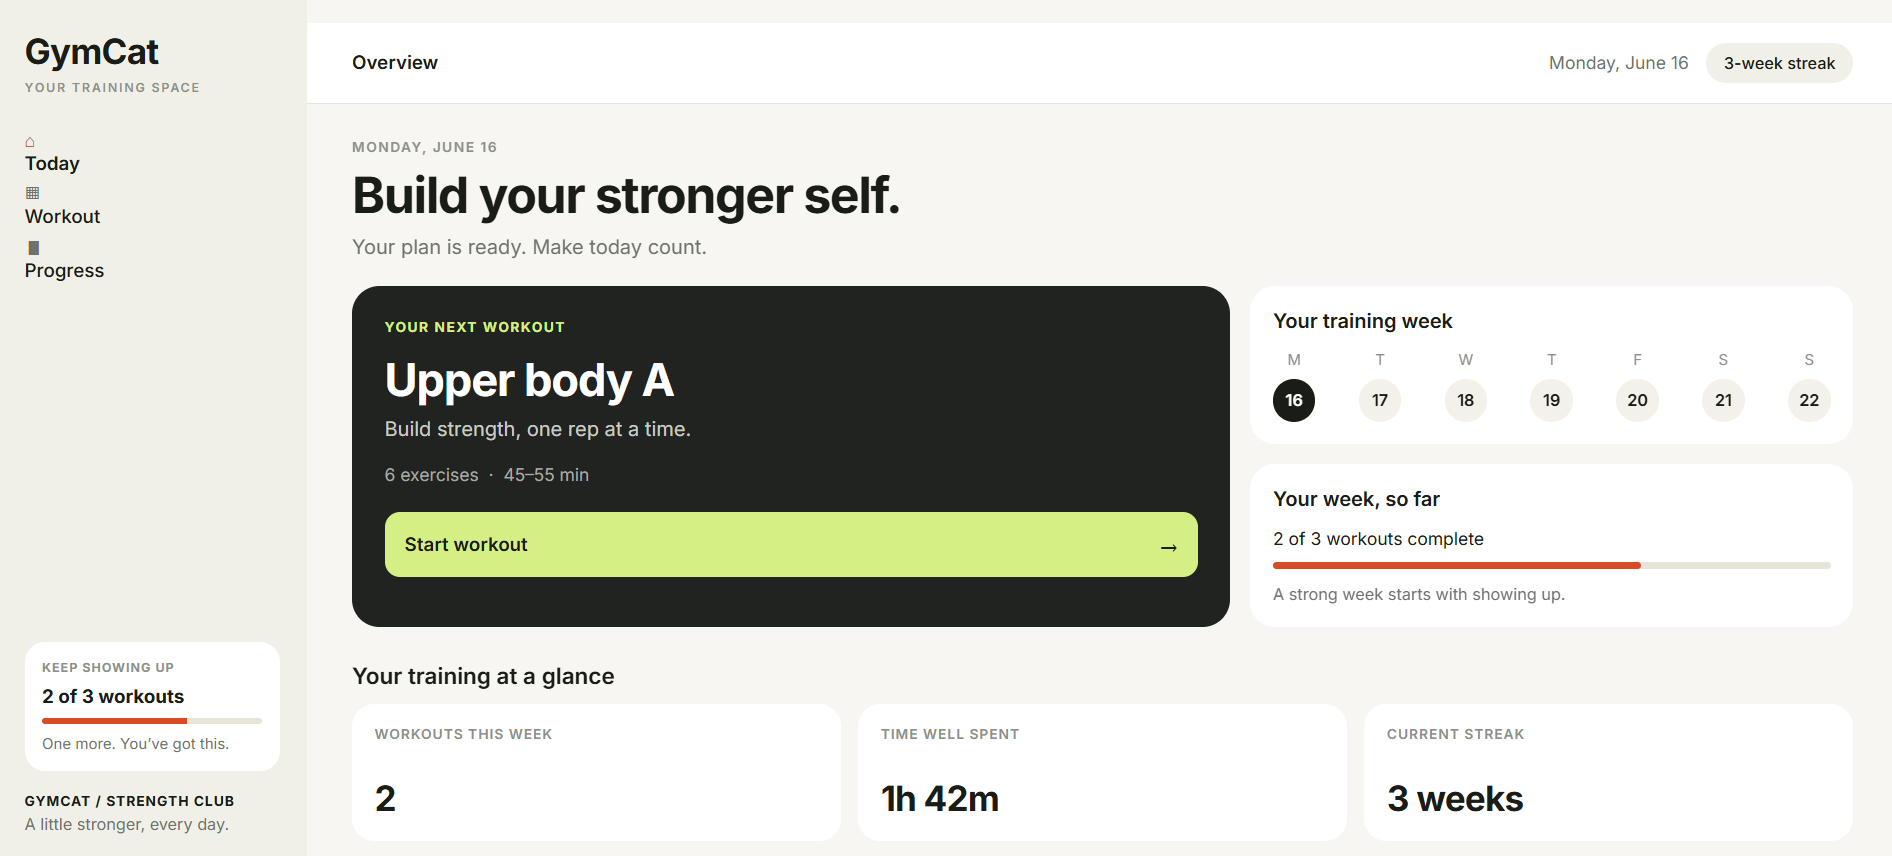 GymCat
YOUR TRAINING SPACE
Today
Workout
Progress
KEEP SHOWING UP
2 of 3 workouts
One more. You’ve got this.
GYMCAT / STRENGTH CLUB
A little stronger, every day.
Overview
Monday, June 16
3-week streak
MONDAY, JUNE 16
Build your stronger self.
Your plan is ready. Make today count.
YOUR NEXT WORKOUT
Upper body A
Build strength, one rep at a time.
6 exercises · 45–55 min
Start workout →
Your training week
M T W T F S S
16 17 18 19 20 21 22
Your week, so far
2 of 3 workouts complete
A strong week starts with showing up.
Your training at a glance
WORKOUTS THIS WEEK
2
TIME WELL SPENT
1h 42m
CURRENT STREAK
3 weeks